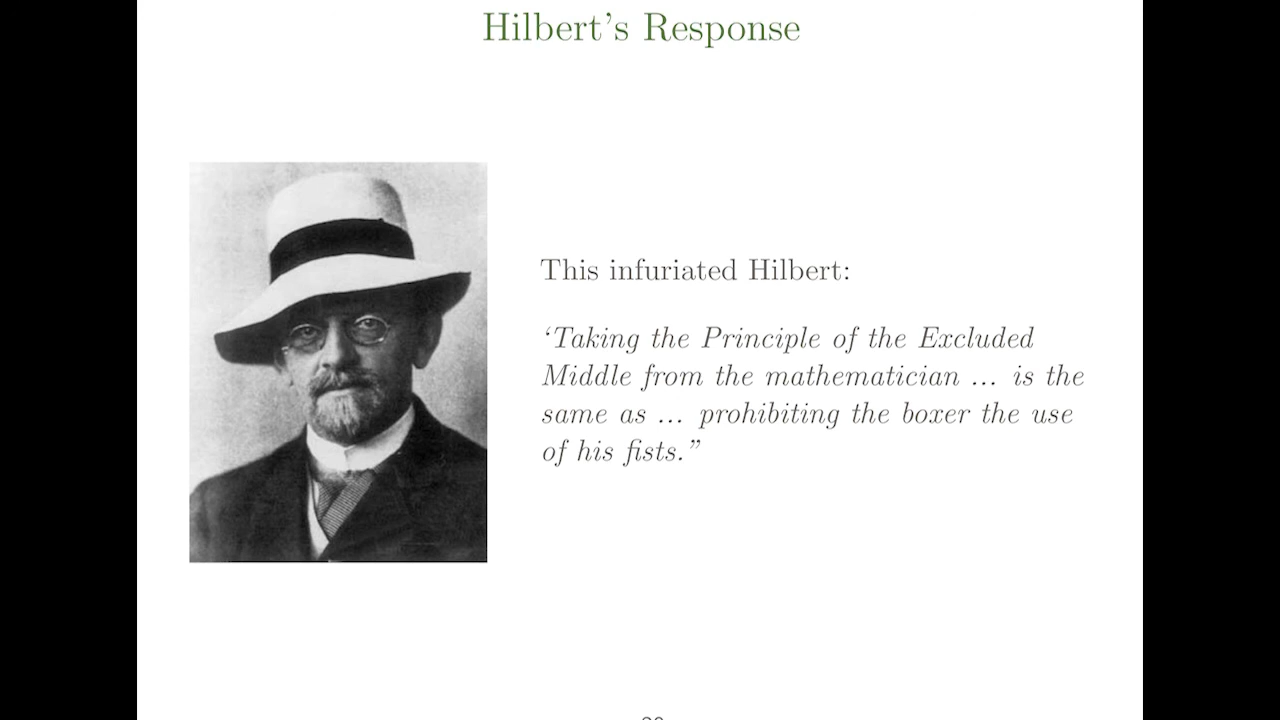 Hilbert's Response
This infuriated Hilbert:
‘Taking the Principle of the Excluded
Middle from the mathematician ... is the
same as ... prohibiting the boxer the use
of his fists.”